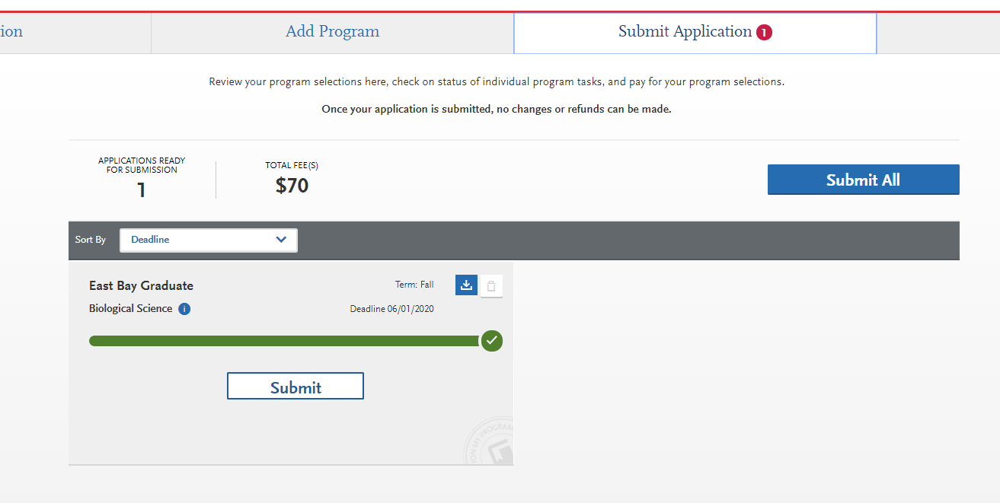 ion
Add Program
Submit Application 1
Review your program selections here, check on status of individual program tasks, and pay for your program selections.
Once your application is submitted, no changes or refunds can be made.
APPLICATIONS READY
FOR SUBMISSION
1
TOTAL FEE(S)
$70
Submit All
Sort By
Deadline
East Bay Graduate
Term: Fall
Biological Science i
Deadline 06/01/2020
Submit
ON MY PROGRAM